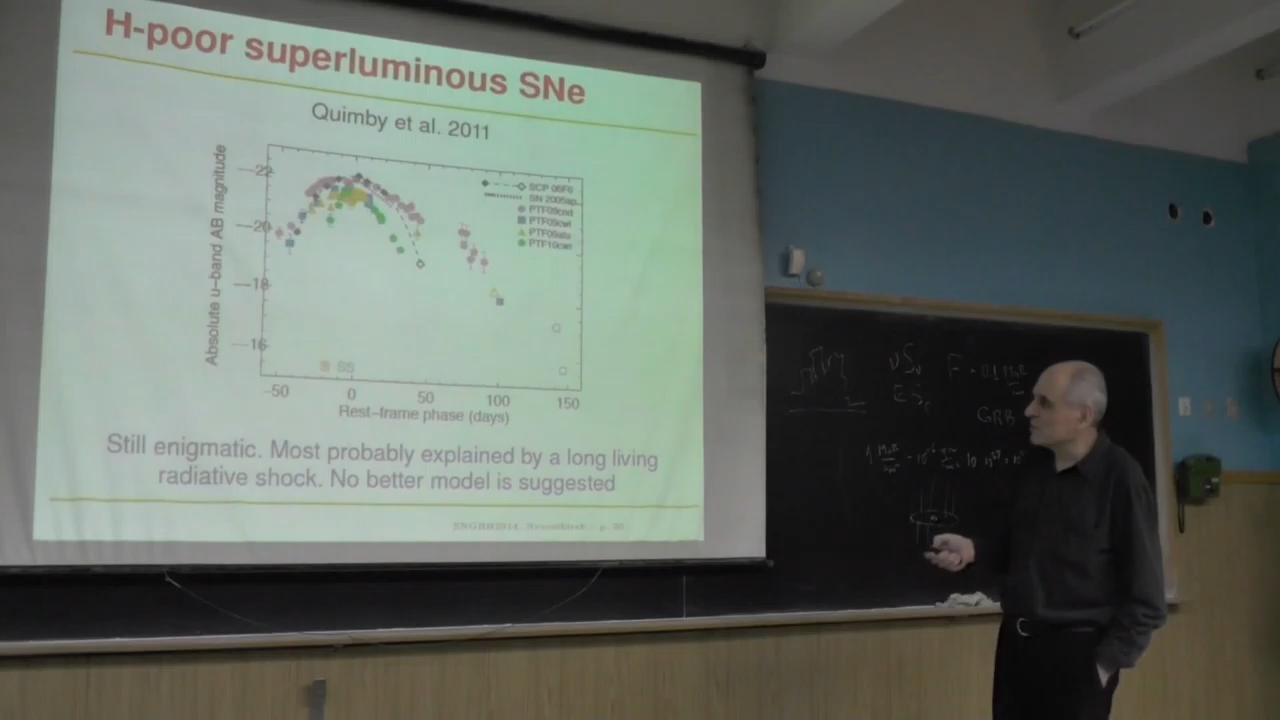 H-poor superluminous SNe
Quimby et al. 2011
Absolute u-band AB magnitude
-22
-20
-18
-16
SCP 06F6
SN 2005ap
PTF09cnd
PTF09cwl
PTF09atu
PTF10cwr
-50 0 50 100 150
Rest-frame phase (days)
Still enigmatic. Most probably explained by a long living
radiative shock. No better model is suggested
GRB